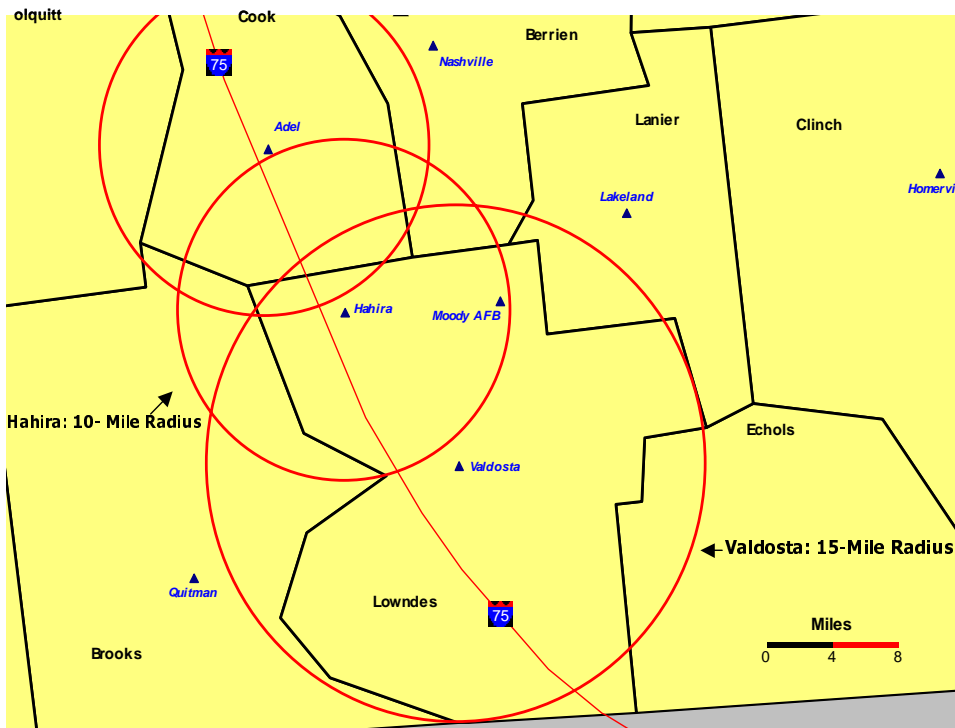 olquitt
Cook
Berrien
75
Nashville
Adel
Lanier
Clinch
Homervi
Lakeland
Hahira
Moody AFB
Hahira: 10- Mile Radius
Echols
Valdosta
Valdosta: 15-Mile Radius
Quitman
Lowndes
75
Miles
0 4 8
Brooks